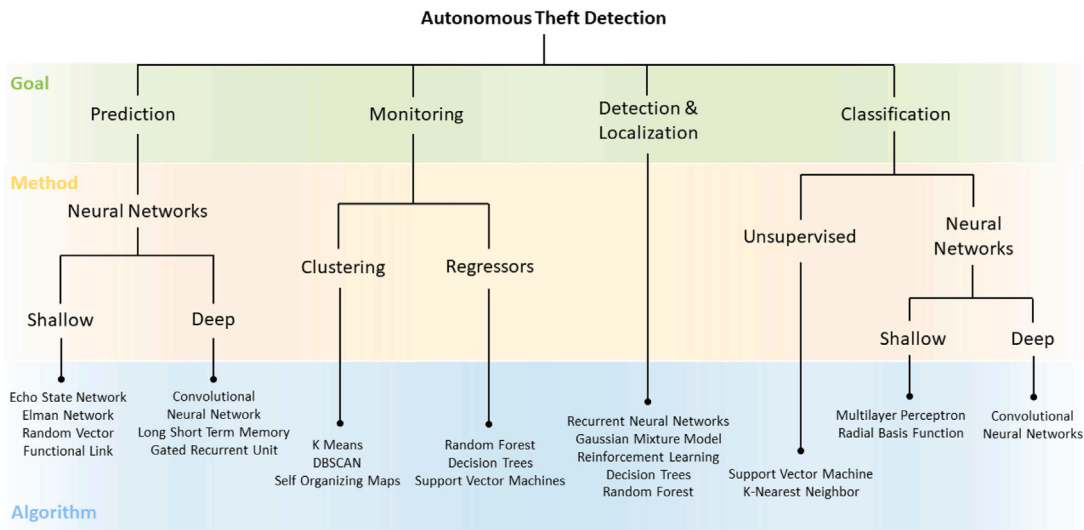 Autonomous Theft Detection
Goal
Prediction
Monitoring
Detection &
Localization
Classification
Method
Neural Networks
Clustering
Regressors
Unsupervised
Neural
Networks
Shallow
Deep
Shallow
Deep
Echo State Network
Elman Network
Random Vector
Functional Link
Convolutional
Neural Network
Long Short Term Memory
Gated Recurrent Unit
K Means
DBSCAN
Self Organizing Maps
Random Forest
Decision Trees
Support Vector Machines
Recurrent Neural Networks
Gaussian Mixture Model
Reinforcement Learning
Decision Trees
Random Forest
Support Vector Machine
K-Nearest Neighbor
Multilayer Perceptron
Radial Basis Function
Convolutional
Neural Networks
Algorithm